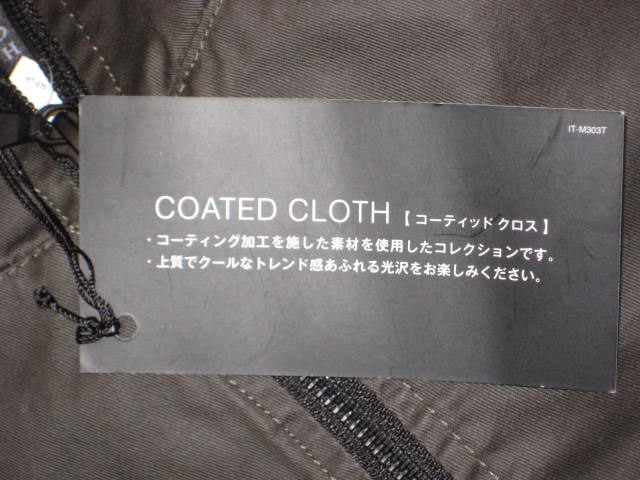 IT-M303T
COATED CLOTH 【 コーティッド クロス 】
・コーティング加工を施した素材を使用したコレクションです。
・上質でクールなトレンド感あふれる光沢をお楽しみください。